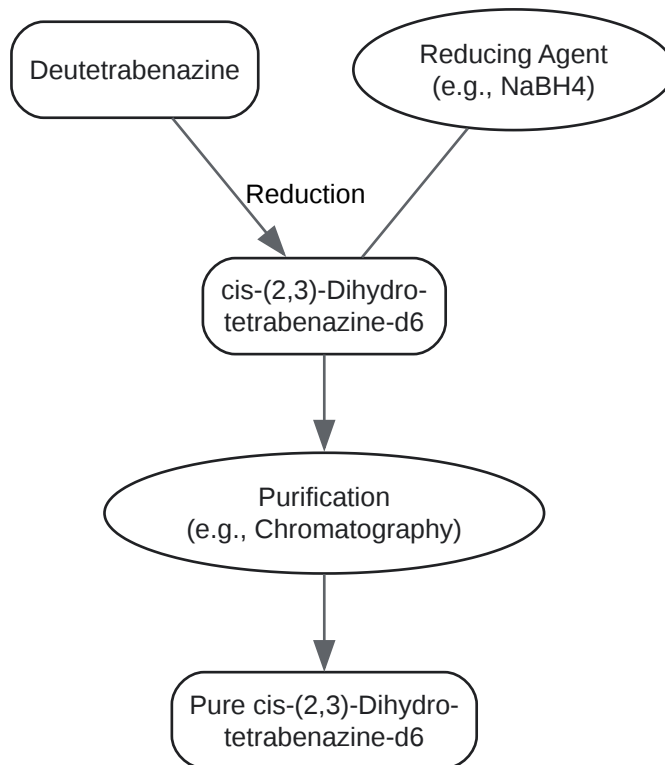 Deutetrabenazine
Reducing Agent
(e.g., NaBH4)
Reduction
cis-(2,3)-Dihydro-
tetrabenazine-d6
Purification
(e.g., Chromatography)
Pure cis-(2,3)-Dihydro-
tetrabenazine-d6